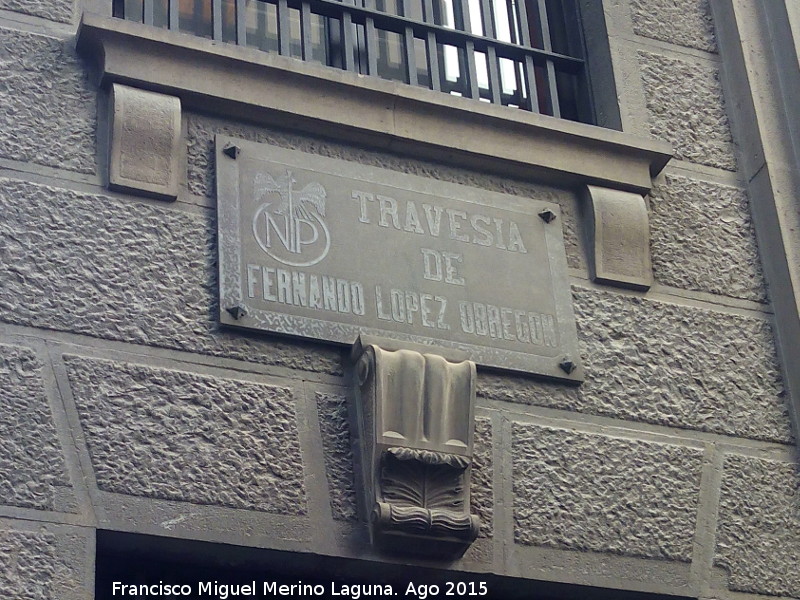 NP
TRAVESIA
DE
FERNANDO LOPEZ OBREGON
Francisco Miguel Merino Laguna. Ago 2015